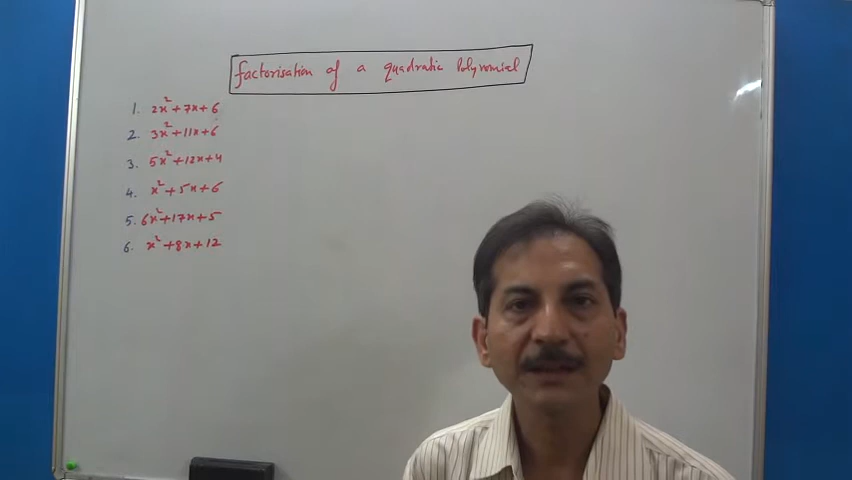 factorisation of a quadratic Polynomial
1. 2x² + 7x + 6
2. 3x² + 11x + 6
3. 5x² + 12x + 4
4. x² + 5x + 6
5. 6x² + 17x + 5
6. x² + 8x + 12